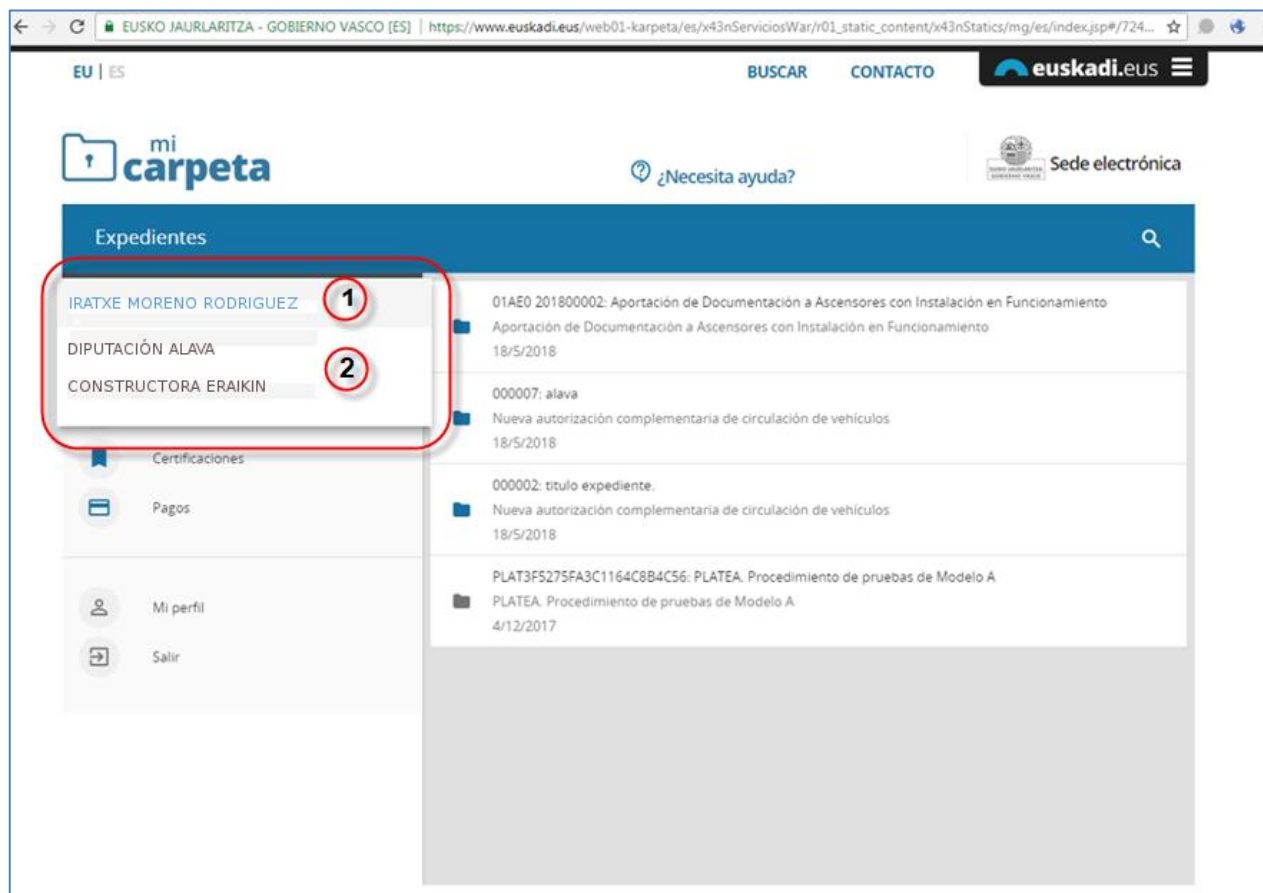 EUSKO JAURLARITZA - GOBIERNO VASCO [ES] | https://www.euskadi.eus/web01-karpeta/es/x43nServiciosWar/r01_static_content/x43nStatics/mg/es/index.jsp#/724...
EU | ES
BUSCAR CONTACTO euskadi.eus
mi
carpeta
¿Necesita ayuda?
EUSKO JAURLARITZA
GOBIERNO VASCO
Sede electrónica
Expedientes
IRATXE MORENO RODRIGUEZ 1
DIPUTACIÓN ALAVA
2
CONSTRUCTORA ERAIKIN
Certificaciones
Pagos
Mi perfil
Salir
01AE0 201800002: Aportación de Documentación a Ascensores con Instalación en Funcionamiento
Aportación de Documentación a Ascensores con Instalación en Funcionamiento
18/5/2018
000007: alava
Nueva autorización complementaria de circulación de vehículos
18/5/2018
000002: titulo expediente.
Nueva autorización complementaria de circulación de vehículos
18/5/2018
PLAT3F5275FA3C1164C8B4C56: PLATEA. Procedimiento de pruebas de Modelo A
PLATEA. Procedimiento de pruebas de Modelo A
4/12/2017